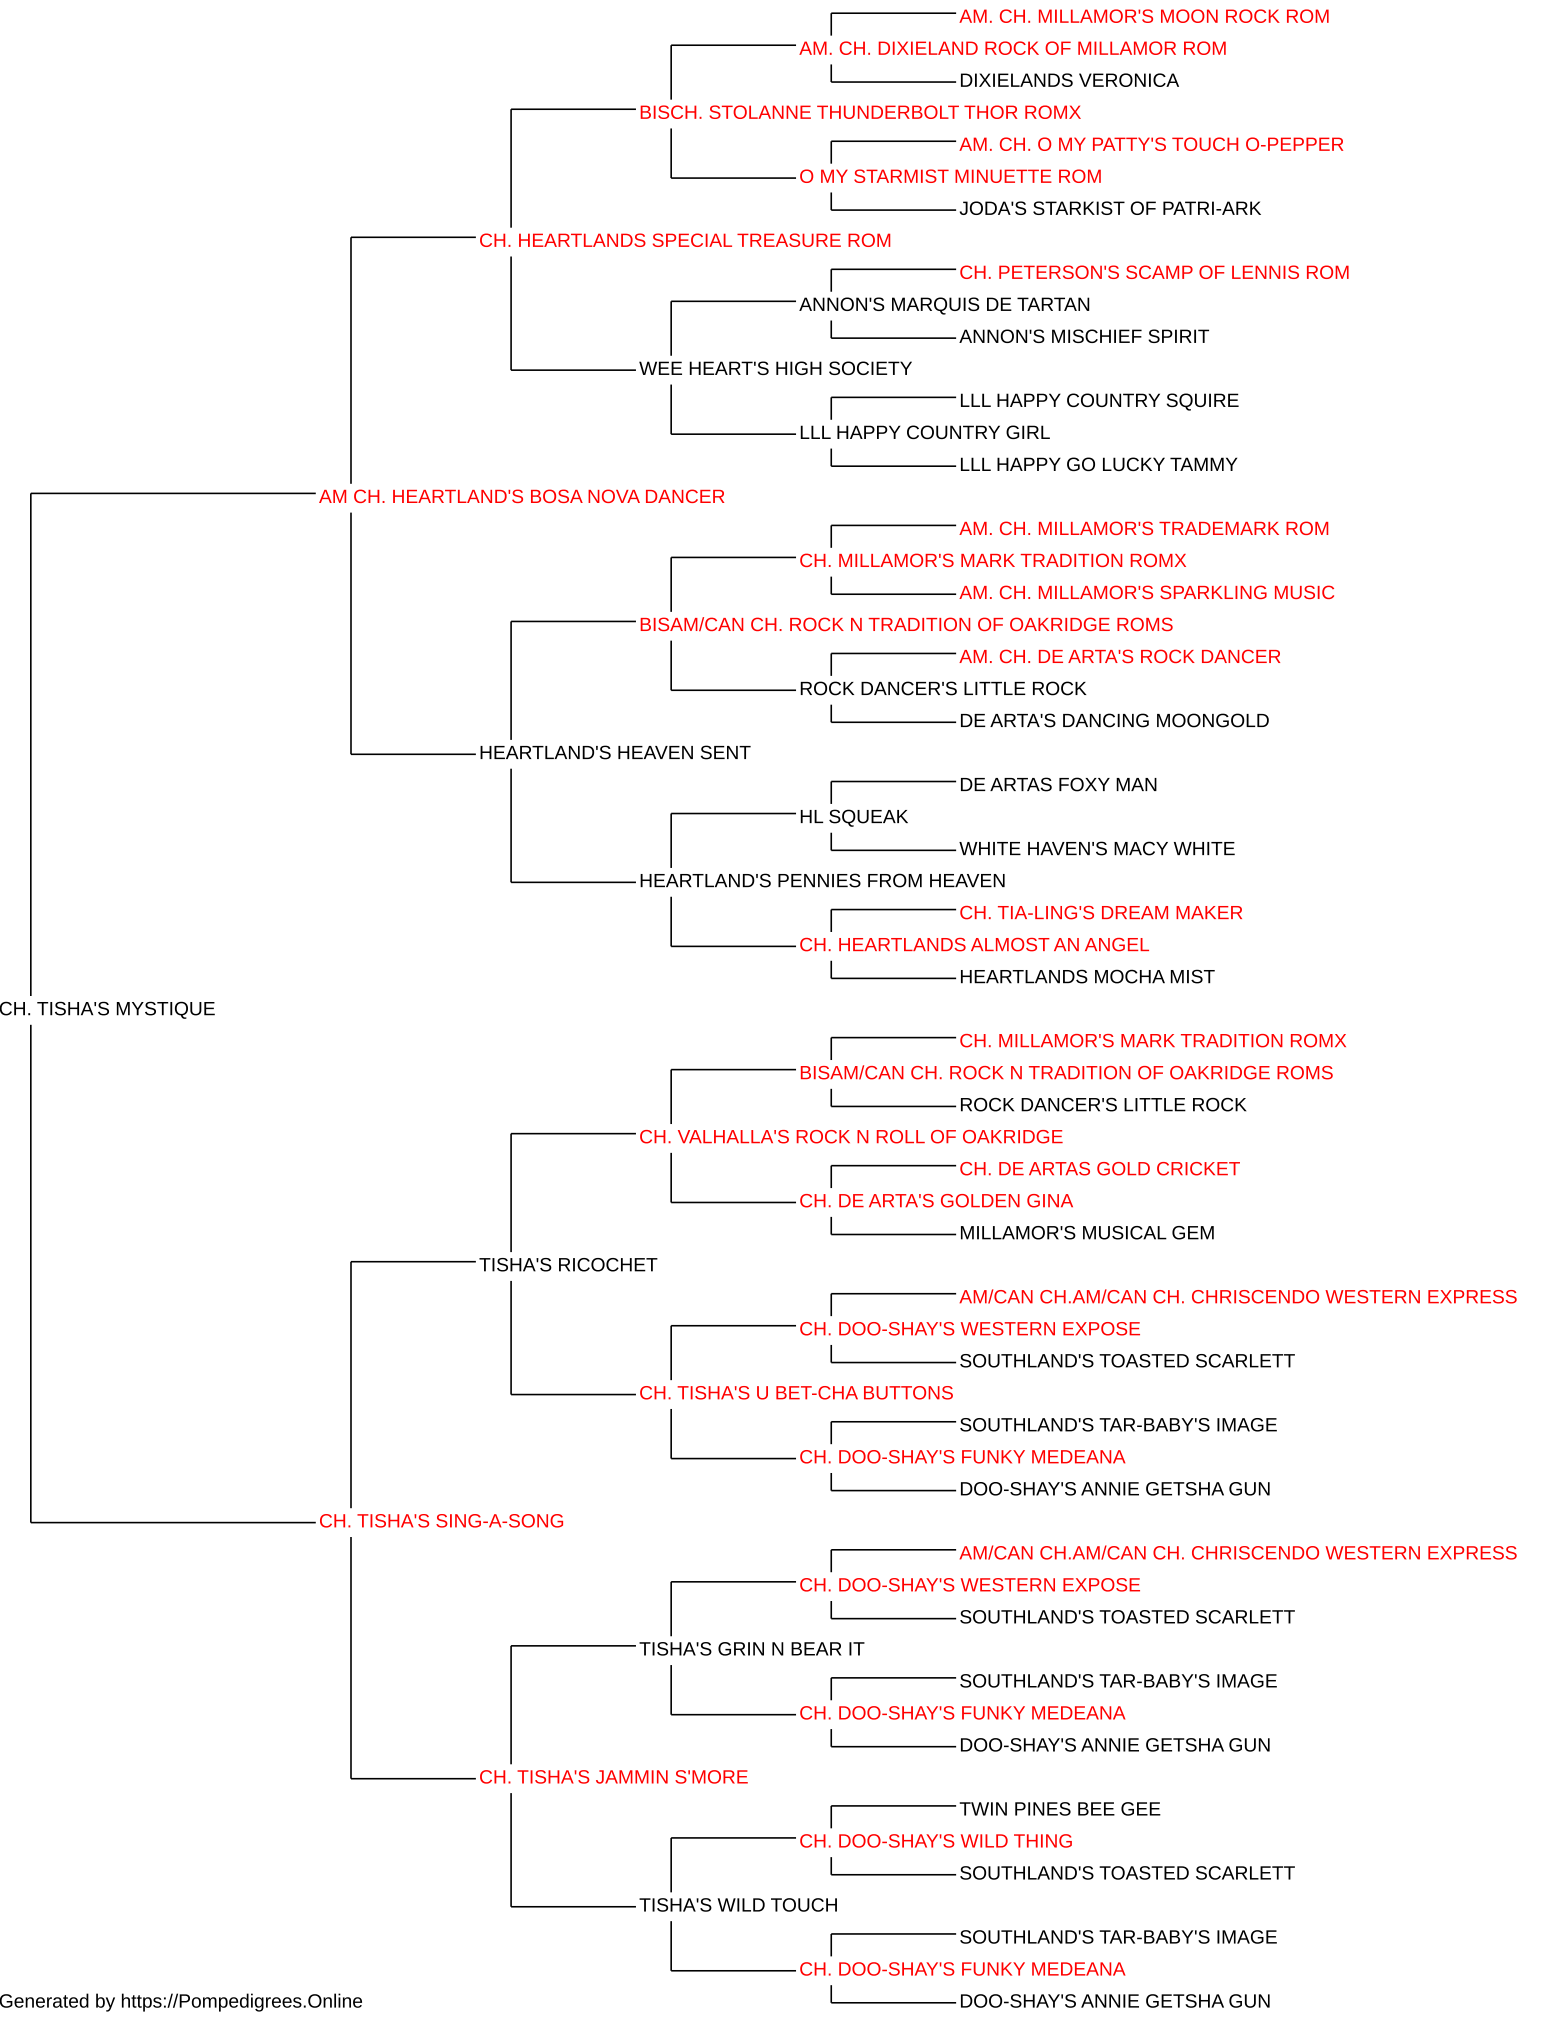 AM. CH. MILLAMOR'S MOON ROCK ROM
AM. CH. DIXIELAND ROCK OF MILLAMOR ROM
DIXIELANDS VERONICA
BISCH. STOLANNE THUNDERBOLT THOR ROMX
AM. CH. O MY PATTY'S TOUCH O-PEPPER
O MY STARMIST MINUETTE ROM
JODA'S STARKIST OF PATRI-ARK
CH. HEARTLANDS SPECIAL TREASURE ROM
CH. PETERSON'S SCAMP OF LENNIS ROM
ANNON'S MARQUIS DE TARTAN
ANNON'S MISCHIEF SPIRIT
WEE HEART'S HIGH SOCIETY
LLL HAPPY COUNTRY SQUIRE
LLL HAPPY COUNTRY GIRL
LLL HAPPY GO LUCKY TAMMY
AM CH. HEARTLAND'S BOSA NOVA DANCER
AM. CH. MILLAMOR'S TRADEMARK ROM
CH. MILLAMOR'S MARK TRADITION ROMX
AM. CH. MILLAMOR'S SPARKLING MUSIC
BISAM/CAN CH. ROCK N TRADITION OF OAKRIDGE ROMS
AM. CH. DE ARTA'S ROCK DANCER
ROCK DANCER'S LITTLE ROCK
DE ARTA'S DANCING MOONGOLD
HEARTLAND'S HEAVEN SENT
DE ARTAS FOXY MAN
HL SQUEAK
WHITE HAVEN'S MACY WHITE
HEARTLAND'S PENNIES FROM HEAVEN
CH. TIA-LING'S DREAM MAKER
CH. HEARTLANDS ALMOST AN ANGEL
HEARTLANDS MOCHA MIST
CH. TISHA'S MYSTIQUE
CH. MILLAMOR'S MARK TRADITION ROMX
BISAM/CAN CH. ROCK N TRADITION OF OAKRIDGE ROMS
ROCK DANCER'S LITTLE ROCK
CH. VALHALLA'S ROCK N ROLL OF OAKRIDGE
CH. DE ARTAS GOLD CRICKET
CH. DE ARTA'S GOLDEN GINA
MILLAMOR'S MUSICAL GEM
TISHA'S RICOCHET
AM/CAN CH.AM/CAN CH. CHRISCENDO WESTERN EXPRESS
CH. DOO-SHAY'S WESTERN EXPOSE
SOUTHLAND'S TOASTED SCARLETT
CH. TISHA'S U BET-CHA BUTTONS
SOUTHLAND'S TAR-BABY'S IMAGE
CH. DOO-SHAY'S FUNKY MEDEANA
DOO-SHAY'S ANNIE GETSHA GUN
CH. TISHA'S SING-A-SONG
AM/CAN CH.AM/CAN CH. CHRISCENDO WESTERN EXPRESS
CH. DOO-SHAY'S WESTERN EXPOSE
SOUTHLAND'S TOASTED SCARLETT
TISHA'S GRIN N BEAR IT
SOUTHLAND'S TAR-BABY'S IMAGE
CH. DOO-SHAY'S FUNKY MEDEANA
DOO-SHAY'S ANNIE GETSHA GUN
CH. TISHA'S JAMMIN S'MORE
TWIN PINES BEE GEE
CH. DOO-SHAY'S WILD THING
SOUTHLAND'S TOASTED SCARLETT
TISHA'S WILD TOUCH
SOUTHLAND'S TAR-BABY'S IMAGE
CH. DOO-SHAY'S FUNKY MEDEANA
DOO-SHAY'S ANNIE GETSHA GUN
Generated by https://Pompedigrees.Online